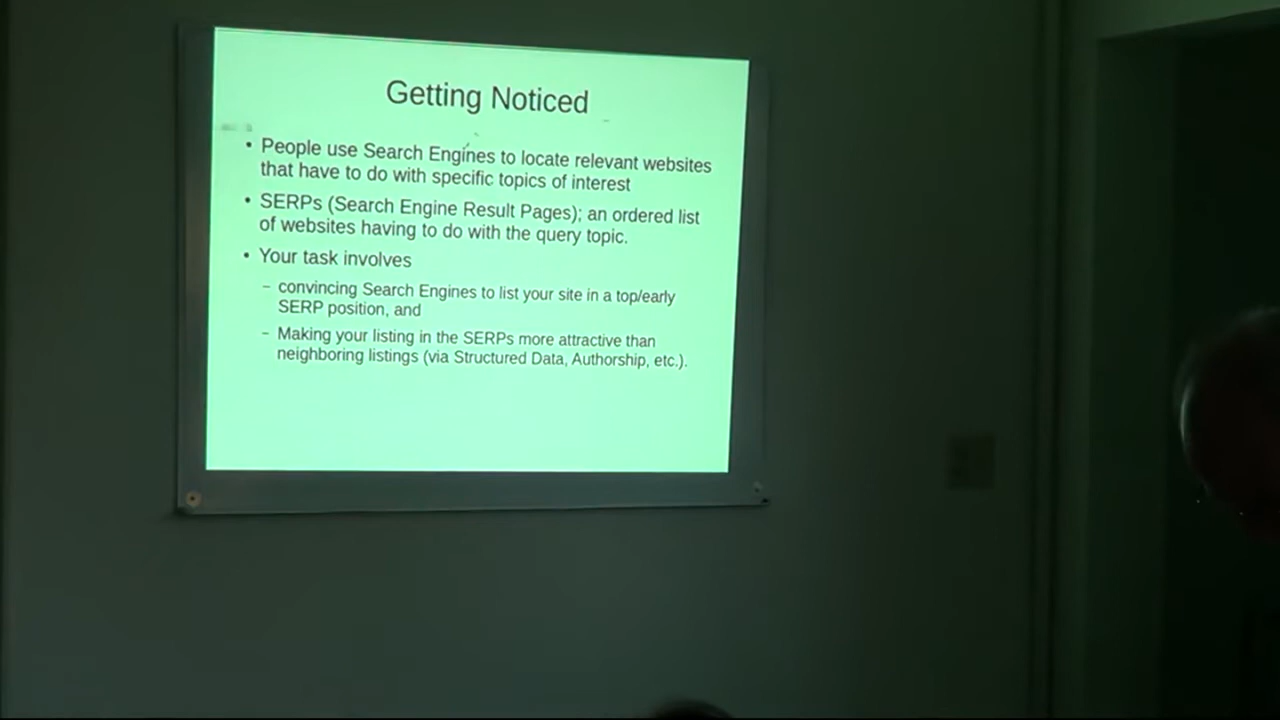 Getting Noticed
• People use Search Engines to locate relevant websites
that have to do with specific topics of interest
• SERPs (Search Engine Result Pages); an ordered list
of websites having to do with the query topic.
• Your task involves
– convincing Search Engines to list your site in a top/early
SERP position, and
– Making your listing in the SERPs more attractive than
neighboring listings (via Structured Data, Authorship, etc.).